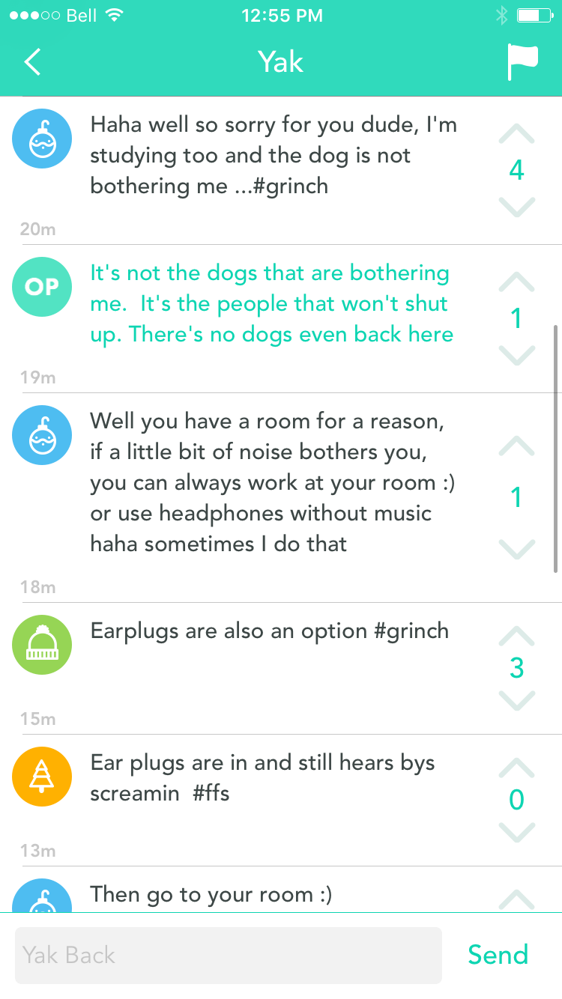 Bell 12:55 PM
Yak
Haha well so sorry for you dude, I'm
studying too and the dog is not
bothering me ...#grinch
4
20m
OP
It's not the dogs that are bothering
me.  It's the people that won't shut
up. There's no dogs even back here
1
19m
Well you have a room for a reason,
if a little bit of noise bothers you,
you can always work at your room :)
or use headphones without music
haha sometimes I do that
1
18m
Earplugs are also an option #grinch
3
15m
Ear plugs are in and still hears bys
screamin  #ffs
0
13m
Then go to your room :)
Yak Back
Send